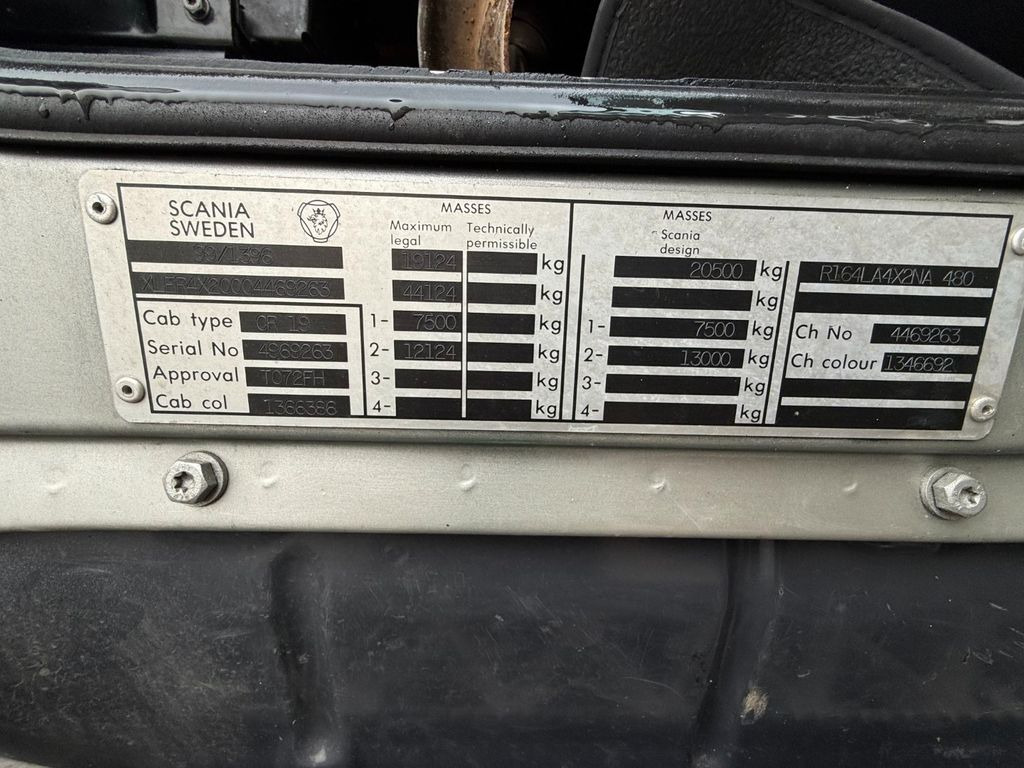 SCANIA
SWEDEN
MASSES
Maximum legal
Technically permissible
19124 kg
44124 kg
1- 7500 kg
2- 12124 kg
3- kg
4- kg
Cab type CR 19
Serial No 4969263
Approval T072FH
Cab col 1366386
MASSES
Scania design
20500 kg
kg
1- 7500 kg
2- 13000 kg
3- kg
4- kg
R164LA4X2NA 480
Ch No 4469263
Ch colour 1346692